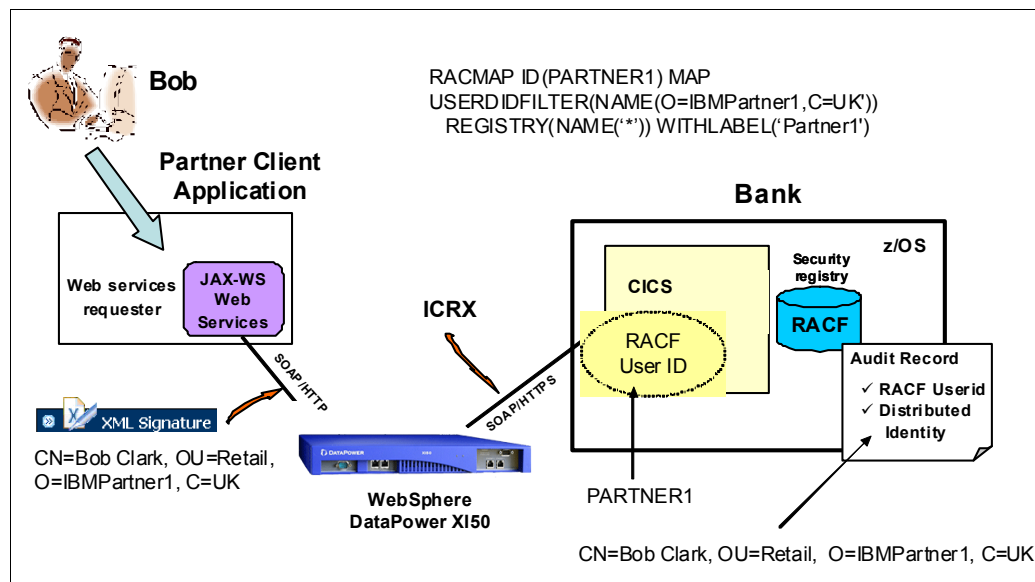 Bob
RACMAP ID(PARTNER1) MAP
USERDIDFILTER(NAME(O=IBMPartner1,C=UK'))
REGISTRY(NAME(‘*’)) WITHLABEL(‘Partner1')
Partner Client
Application
Web services
requester
JAX-WS
Web
Services
SOAP/HTTP
XML Signature
CN=Bob Clark, OU=Retail,
O=IBMPartner1, C=UK
DATAPOWER
XI50
WebSphere
DataPower XI50
ICRX
SOAP/HTTPS
Bank
z/OS
CICS
Security
registry
RACF
RACF
User ID
Audit Record
✓ RACF Userid
✓ Distributed
Identity
PARTNER1
CN=Bob Clark, OU=Retail, O=IBMPartner1, C=UK